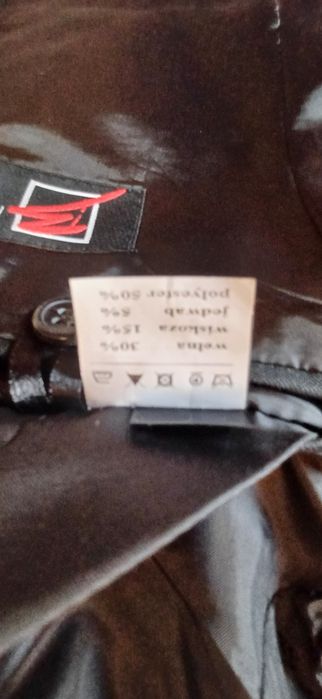 wełna 30%
wiskoza 15%
jedwab 5%
polyester 50%